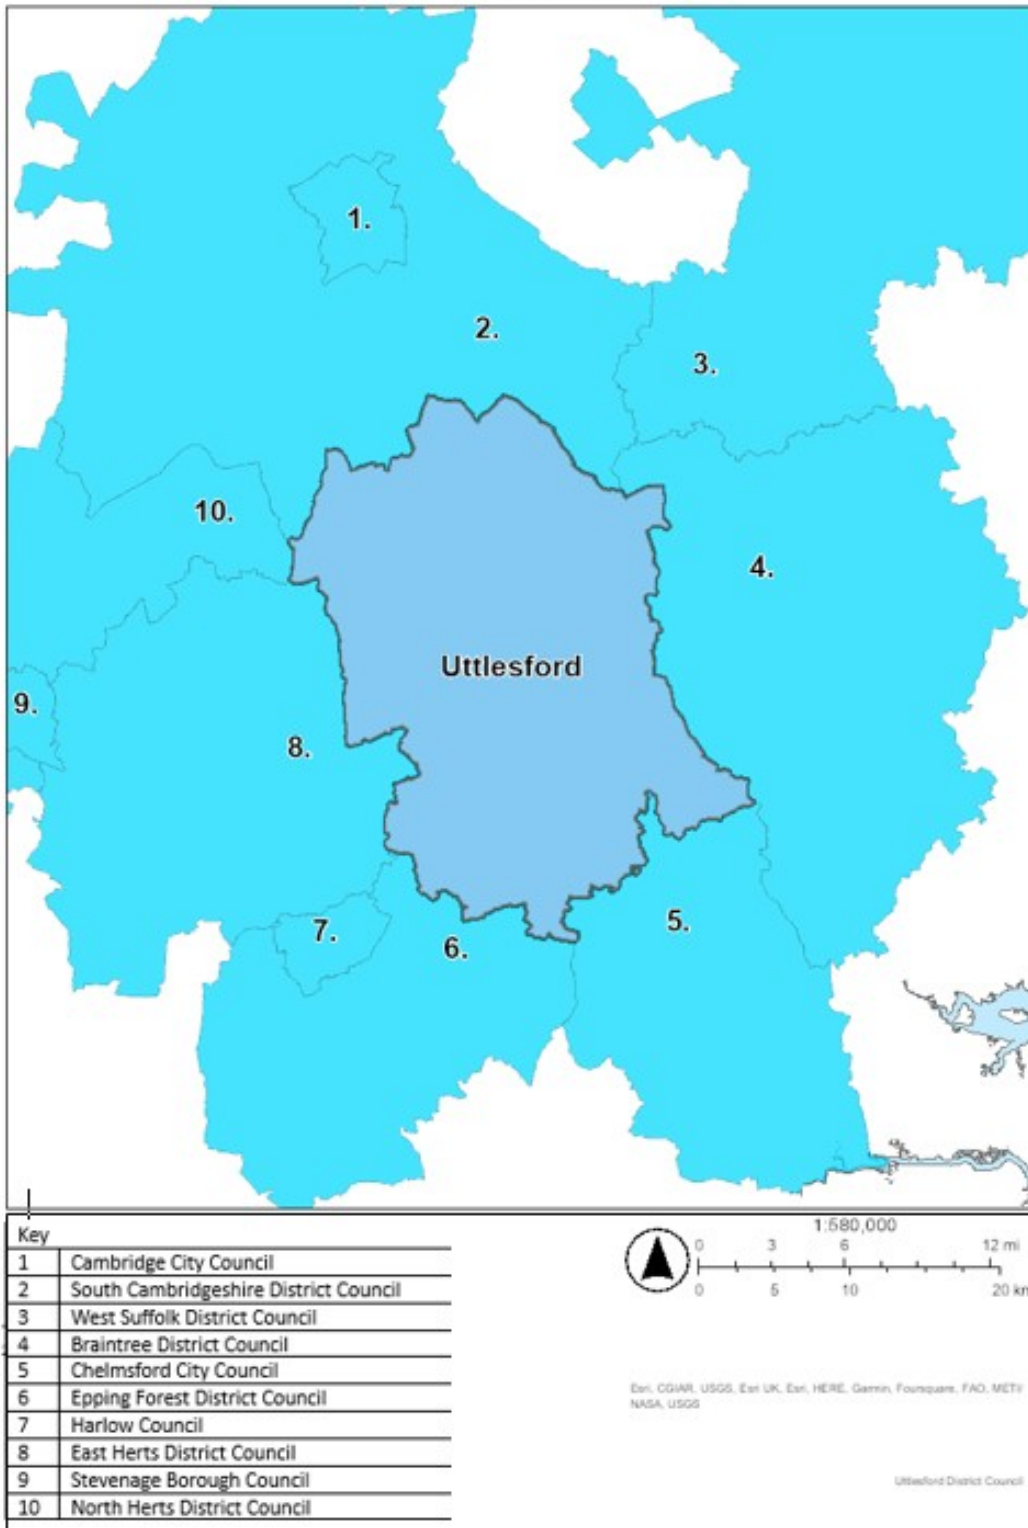 1.
2.
3.
10.
4.
Uttlesford
9.
8.
7.
6.
5.
Key
1 Cambridge City Council
2 South Cambridgeshire District Council
3 West Suffolk District Council
4 Braintree District Council
5 Chelmsford City Council
6 Epping Forest District Council
7 Harlow Council
8 East Herts District Council
9 Stevenage Borough Council
10 North Herts District Council
1:580,000
0 3 6 12 mi
0 5 10 20 km
Esri, CGIAR, USGS, Esri UK, Esri, HERE, Garmin, Foursquare, FAO, METI/
NASA, USGS
Uttlesford District Council